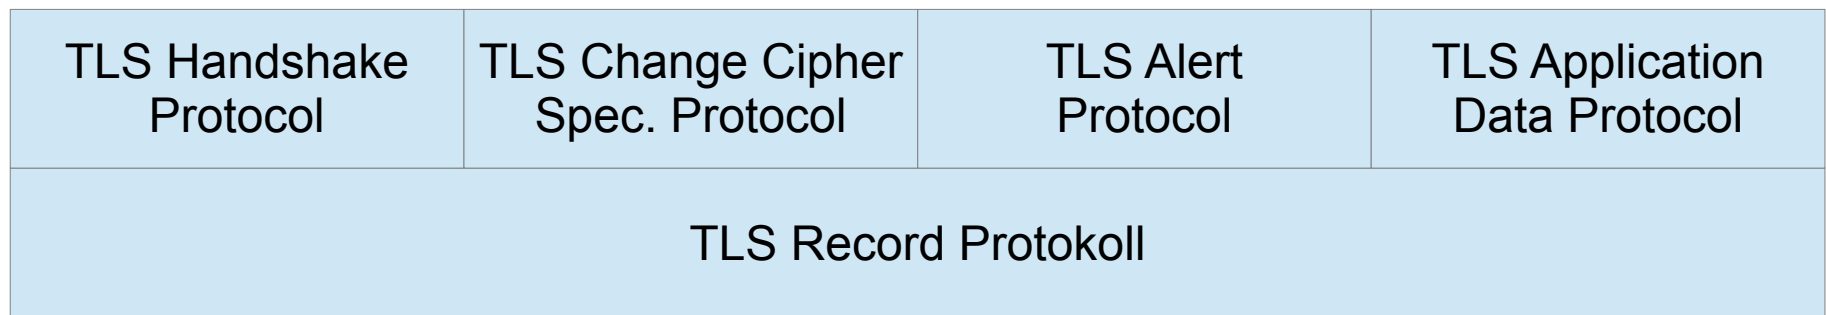 TLS Handshake
Protocol
TLS Change Cipher
Spec. Protocol
TLS Alert
Protocol
TLS Application
Data Protocol
TLS Record Protokoll